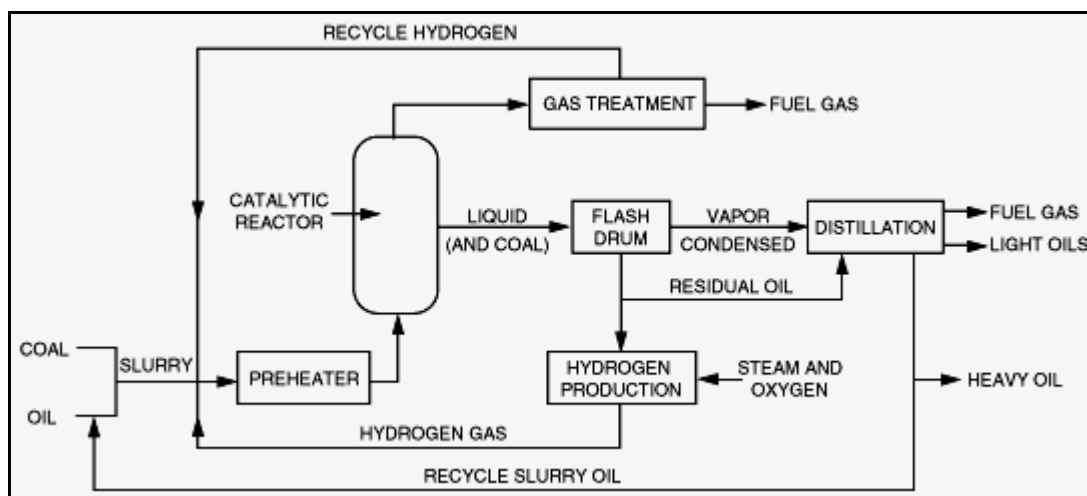 RECYCLE HYDROGEN
GAS TREATMENT
FUEL GAS
CATALYTIC
REACTOR
LIQUID
(AND COAL)
FLASH
DRUM
VAPOR
CONDENSED
DISTILLATION
FUEL GAS
LIGHT OILS
RESIDUAL OIL
COAL
SLURRY
OIL
PREHEATER
HYDROGEN
PRODUCTION
STEAM AND
OXYGEN
HEAVY OIL
HYDROGEN GAS
RECYCLE SLURRY OIL